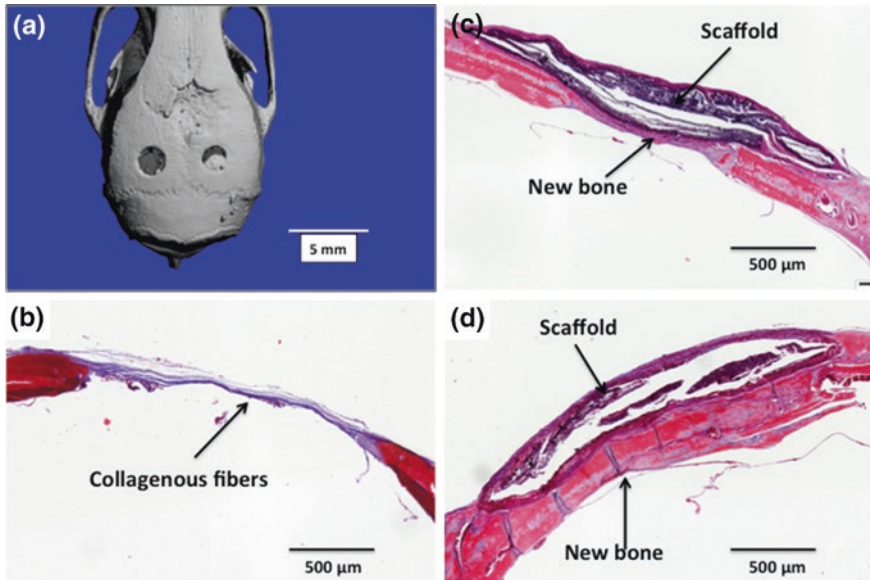 (a)
5 mm
(b)
Collagenous fibers
500 µm
(c)
Scaffold
New bone
500 µm
(d)
Scaffold
New bone
500 µm